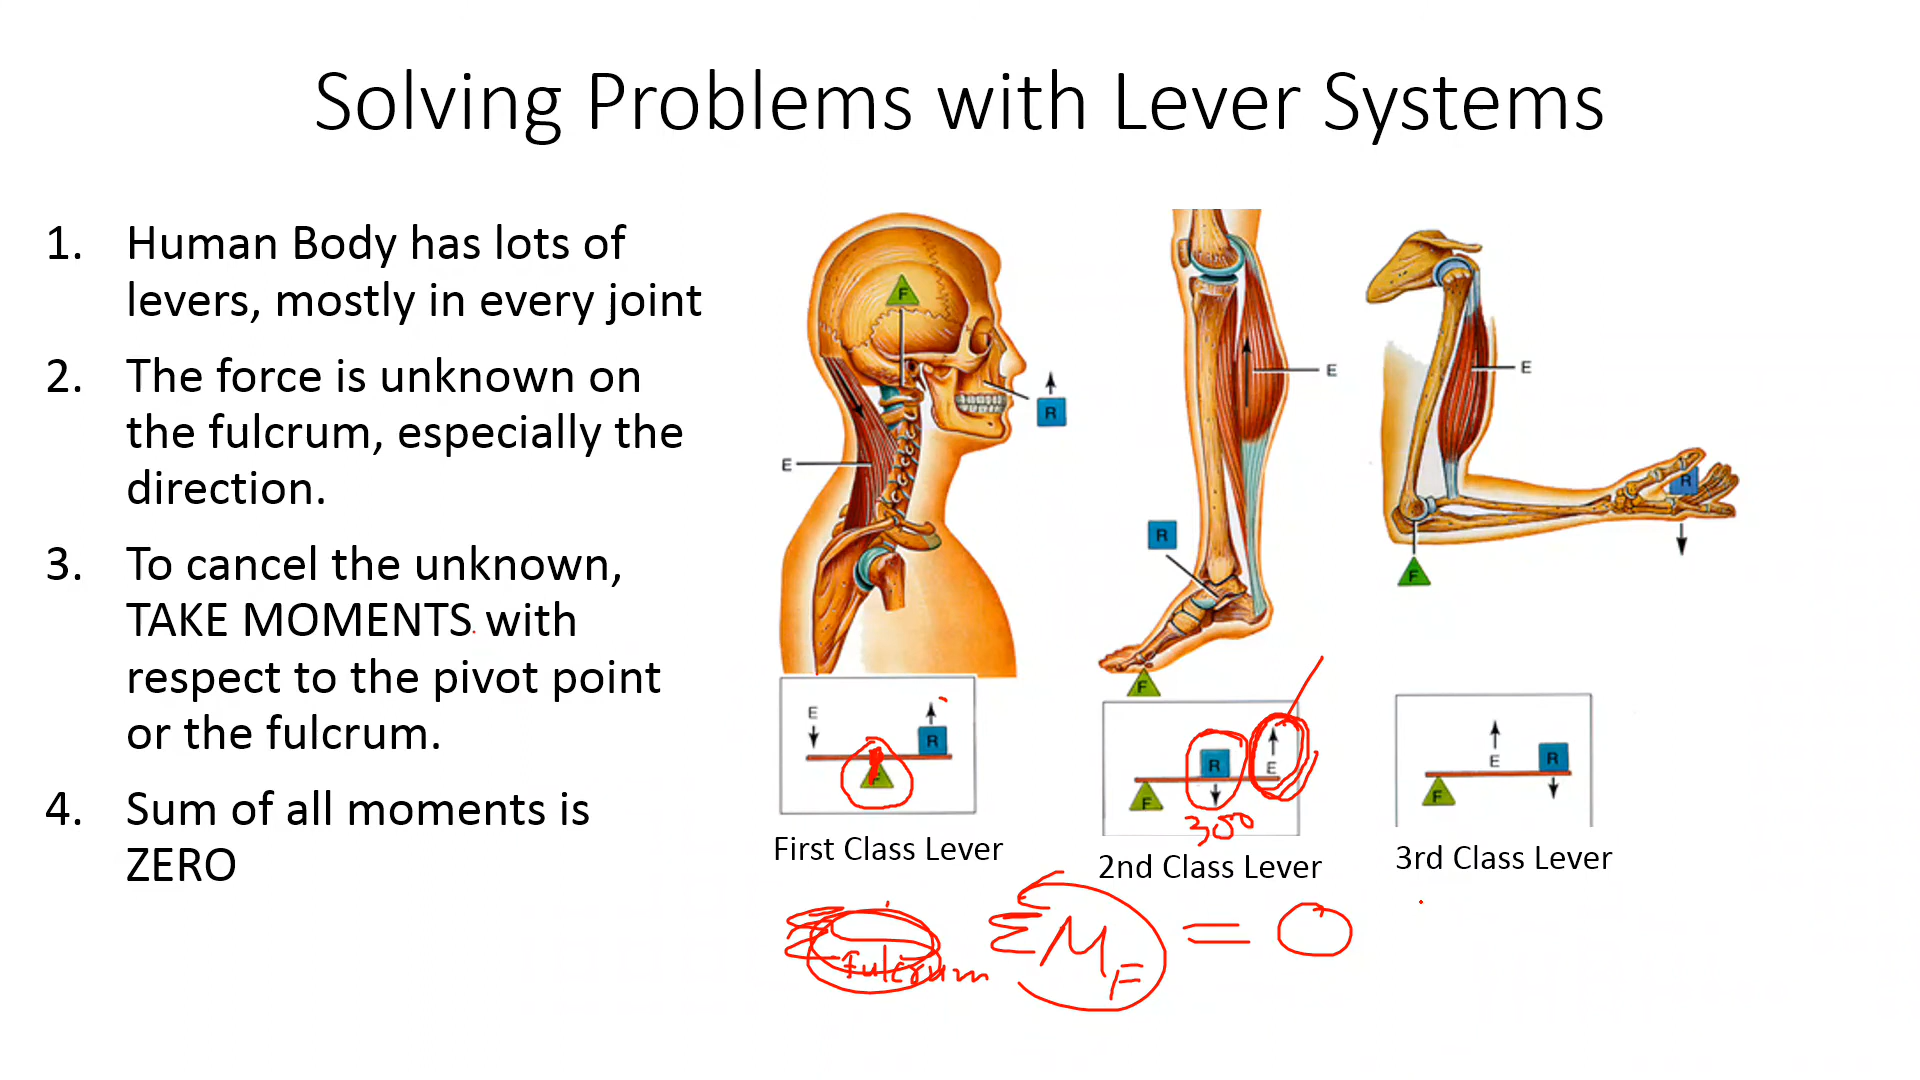 Solving Problems with Lever Systems
1. Human Body has lots of
levers, mostly in every joint
2. The force is unknown on
the fulcrum, especially the
direction.
3. To cancel the unknown,
TAKE MOMENTS with
respect to the pivot point
or the fulcrum.
4. Sum of all moments is
ZERO
F
R
E
E
R
F
E
R
F
E
R
F
First Class Lever
R
E
F
300
2nd Class Lever
E
R
F
3rd Class Lever
Fulcrum
ΣM_F = 0